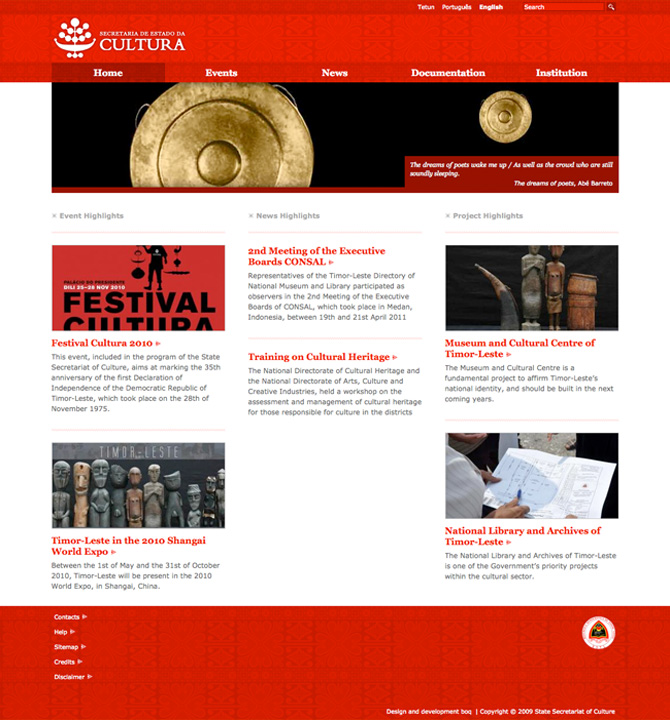 Tetun Português English Search
SECRETARIA DE ESTADO DA
CULTURA
Home Events News Documentation Institution
The dreams of poets wake me up / As well as the crowd who are still
soundly sleeping.
The dreams of poets, Abé Barreto
× Event Highlights
PALÁCIO DO PRESIDENTE
DILI 25–28 NOV 2010
FESTIVAL
CULTURA
Festival Cultura 2010
This event, included in the program of the State
Secretariat of Culture, aims at marking the 35th
anniversary of the first Declaration of
Independence of the Democratic Republic of
Timor-Leste, which took place on the 28th of
November 1975.
TIMOR-LESTE
Timor-Leste in the 2010 Shangai
World Expo
Between the 1st of May and the 31st of October
2010, Timor-Leste will be present in the 2010
World Expo, in Shangai, China.
× News Highlights
2nd Meeting of the Executive
Boards CONSAL
Representatives of the Timor-Leste Directory of
National Museum and Library participated as
observers in the 2nd Meeting of the Executive
Boards of CONSAL, which took place in Medan,
Indonesia, between 19th and 21st April 2011
Training on Cultural Heritage
The National Directorate of Cultural Heritage and
the National Directorate of Arts, Culture and
Creative Industries, held a workshop on the
assessment and management of cultural heritage
for those responsible for culture in the districts
× Project Highlights
Museum and Cultural Centre of
Timor-Leste
The Museum and Cultural Centre is a
fundamental project to affirm Timor-Leste's
national identity, and should be built in the next
coming years.
National Library and Archives of
Timor-Leste
The National Library and Archives of Timor-Leste
is one of the Government's priority projects
within the cultural sector.
Contacts
Help
Sitemap
Credits
Disclaimer
Design and development boq | Copyright © 2009 State Secretariat of Culture